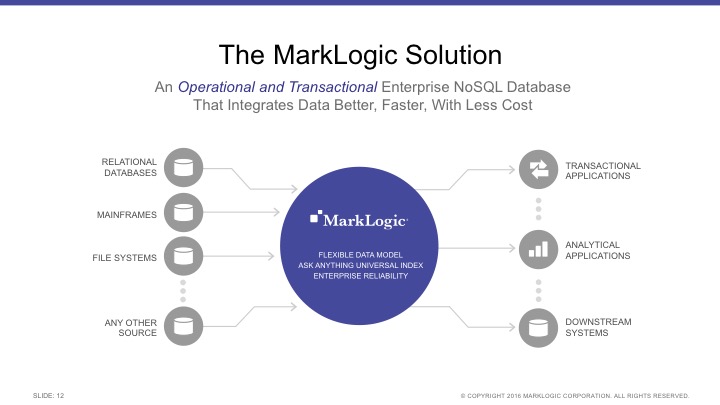 The MarkLogic Solution
An Operational and Transactional Enterprise NoSQL Database
That Integrates Data Better, Faster, With Less Cost
RELATIONAL
DATABASES
MAINFRAMES
FILE SYSTEMS
ANY OTHER
SOURCE
MarkLogic
FLEXIBLE DATA MODEL
ASK ANYTHING UNIVERSAL INDEX
ENTERPRISE RELIABILITY
TRANSACTIONAL
APPLICATIONS
ANALYTICAL
APPLICATIONS
DOWNSTREAM
SYSTEMS
SLIDE: 12
© COPYRIGHT 2016 MARKLOGIC CORPORATION. ALL RIGHTS RESERVED.